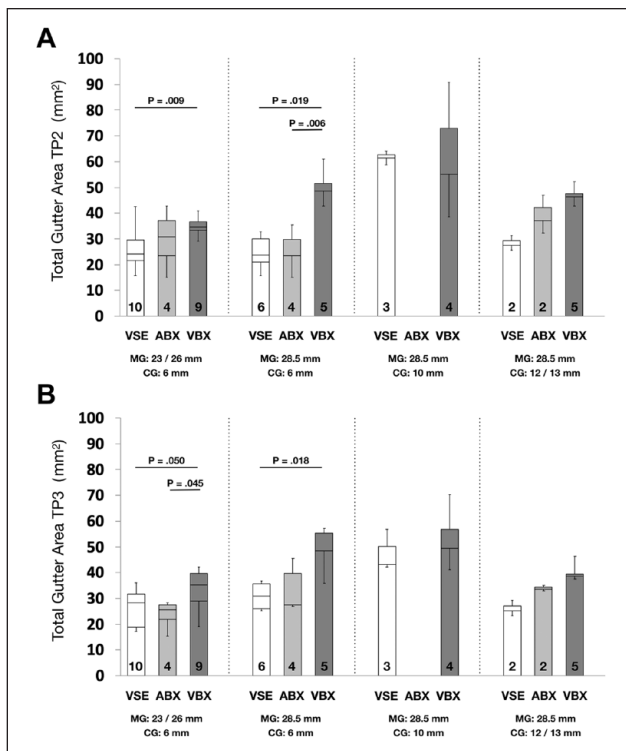 A
Total Gutter Area TP2 (mm²)
100
90
80
70
60
50
40
30
20
10
0
P = .009
P = .019
P = .006
10 4 9 6 4 5 3 4 2 2 5
VSE ABX VBX VSE ABX VBX VSE ABX VBX VSE ABX VBX
MG: 23 / 26 mm MG: 28.5 mm MG: 28.5 mm MG: 28.5 mm
CG: 6 mm CG: 6 mm CG: 10 mm CG: 12 / 13 mm
B
Total Gutter Area TP3 (mm²)
100
90
80
70
60
50
40
30
20
10
0
P = .050
P = .045
P = .018
10 4 9 6 4 5 3 4 2 2 5
VSE ABX VBX VSE ABX VBX VSE ABX VBX VSE ABX VBX
MG: 23 / 26 mm MG: 28.5 mm MG: 28.5 mm MG: 28.5 mm
CG: 6 mm CG: 6 mm CG: 10 mm CG: 12 / 13 mm